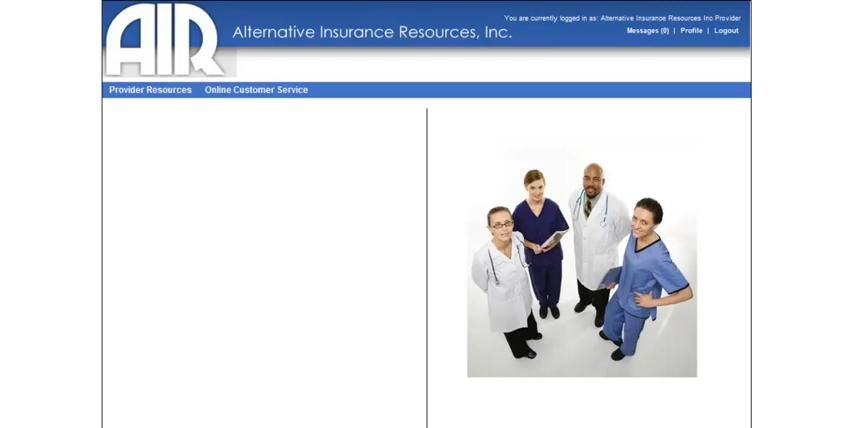 AIR
Alternative Insurance Resources, Inc.
You are currently logged in as: Alternative Insurance Resources Inc Provider
Messages (0) | Profile | Logout
Provider Resources Online Customer Service